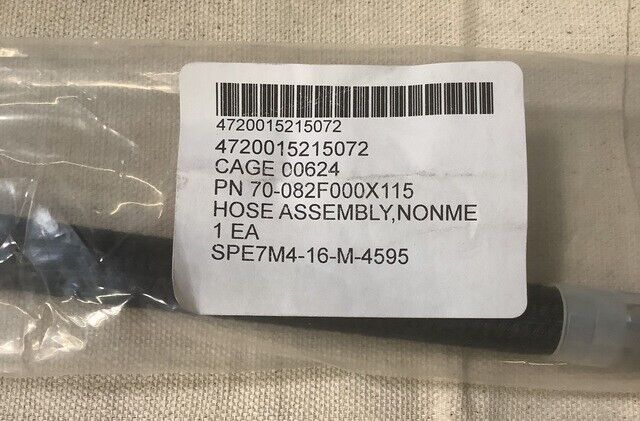 4720015215072
4720015215072
CAGE 00624
PN 70-082F000X115
HOSE ASSEMBLY,NONME
1 EA
SPE7M4-16-M-4595